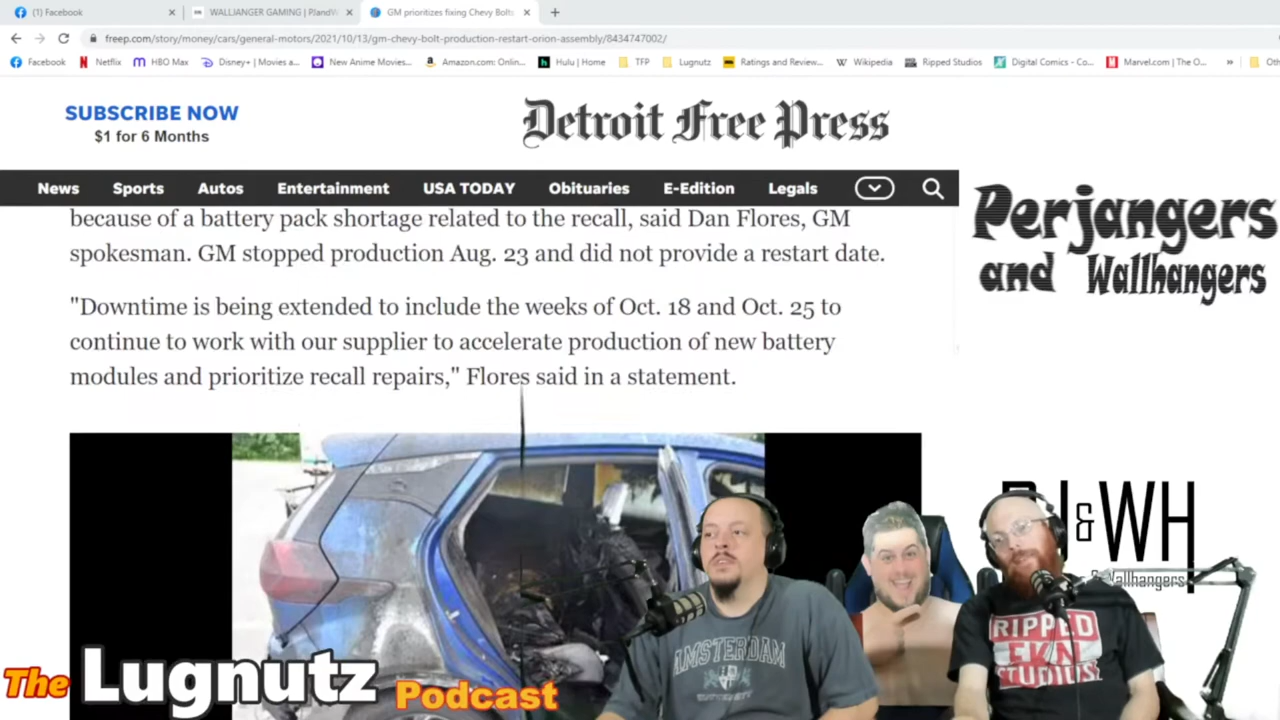 (1) Facebook
WALLJANGER GAMING | PJandW
GM prioritizes fixing Chevy Bolts
freep.com/story/money/cars/general-motors/2021/10/13/gm-chevy-bolt-production-restart-orion-assembly/8434747002/
Facebook Netflix HBO Max Disney+ | Movies a... New Anime Movies... Amazon.com: Onlin... Hulu | Home TFP Lugnutz Ratings and Review... Wikipedia Ripped Studios Digital Comics - Co... Marvel.com | The O... » Oth
SUBSCRIBE NOW
$1 for 6 Months
Detroit Free Press
News Sports Autos Entertainment USA TODAY Obituaries E-Edition Legals
because of a battery pack shortage related to the recall, said Dan Flores, GM
spokesman. GM stopped production Aug. 23 and did not provide a restart date.
"Downtime is being extended to include the weeks of Oct. 18 and Oct. 25 to
continue to work with our supplier to accelerate production of new battery
modules and prioritize recall repairs," Flores said in a statement.
Perjangers
and Wallhangers
&WH
& Wallhangers
AMSTERDAM
RIPPED
FKN
STUDIOS
The Lugnutz Podcast